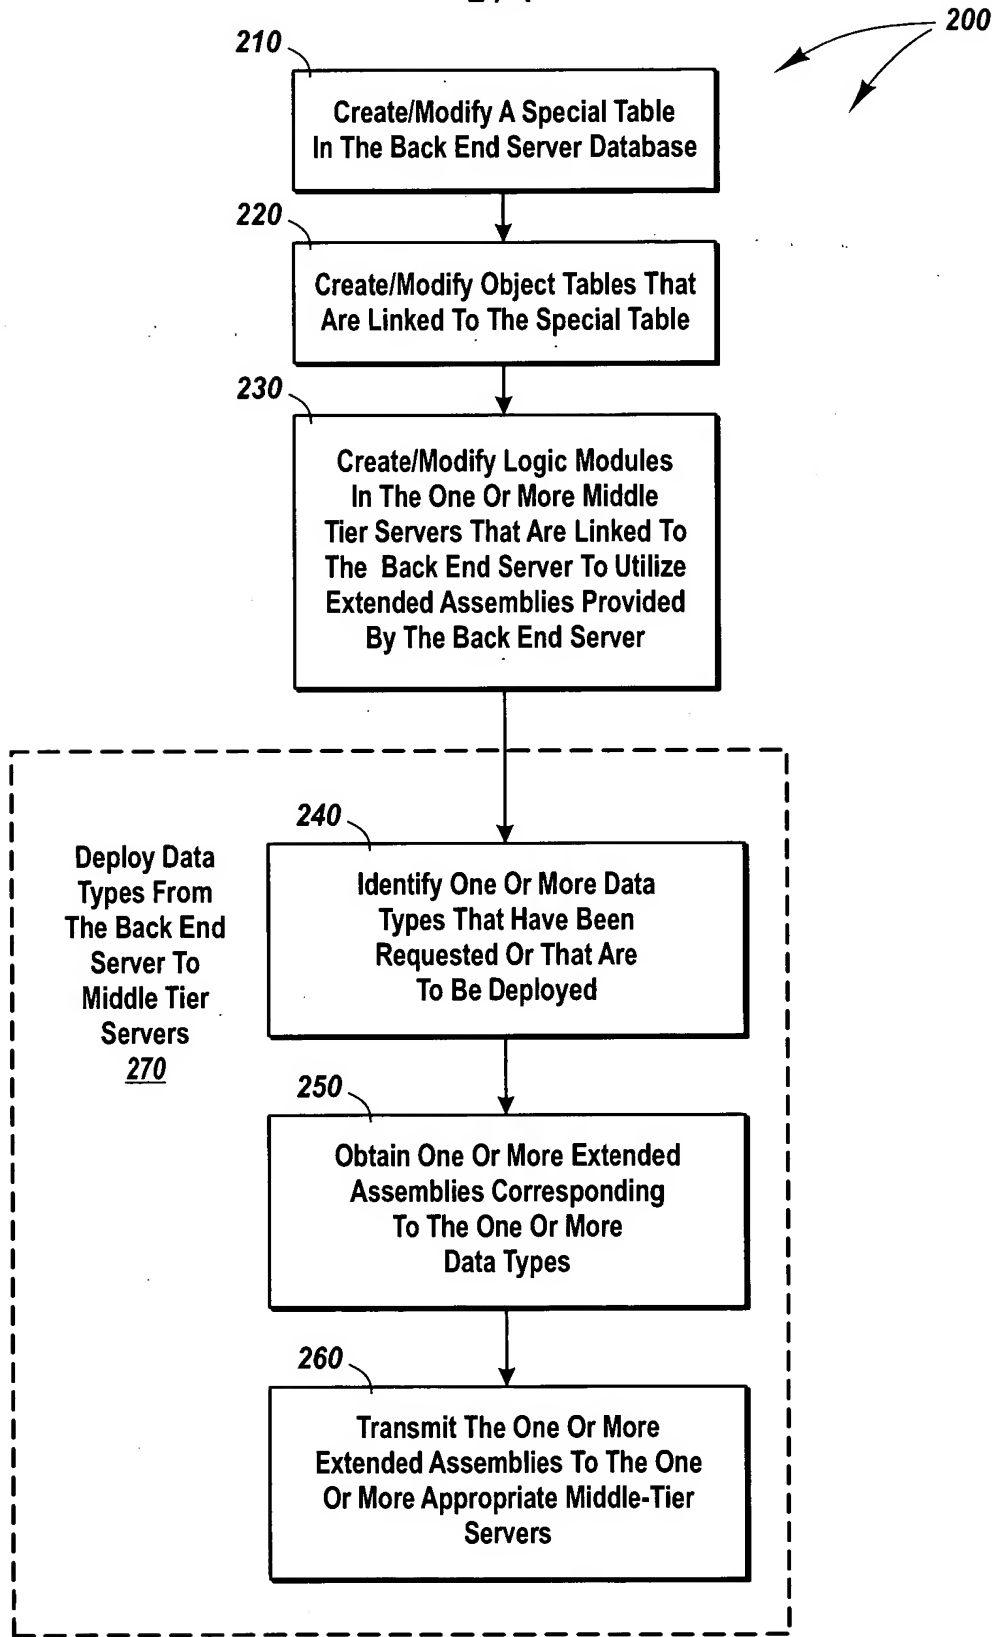 200
210
Create/Modify A Special Table
In The Back End Server Database
220
Create/Modify Object Tables That
Are Linked To The Special Table
230
Create/Modify Logic Modules
In The One Or More Middle
Tier Servers That Are Linked To
The Back End Server To Utilize
Extended Assemblies Provided
By The Back End Server
Deploy Data
Types From
The Back End
Server To
Middle Tier
Servers
270
240
Identify One Or More Data
Types That Have Been
Requested Or That Are
To Be Deployed
250
Obtain One Or More Extended
Assemblies Corresponding
To The One Or More
Data Types
260
Transmit The One Or More
Extended Assemblies To The One
Or More Appropriate Middle-Tier
Servers